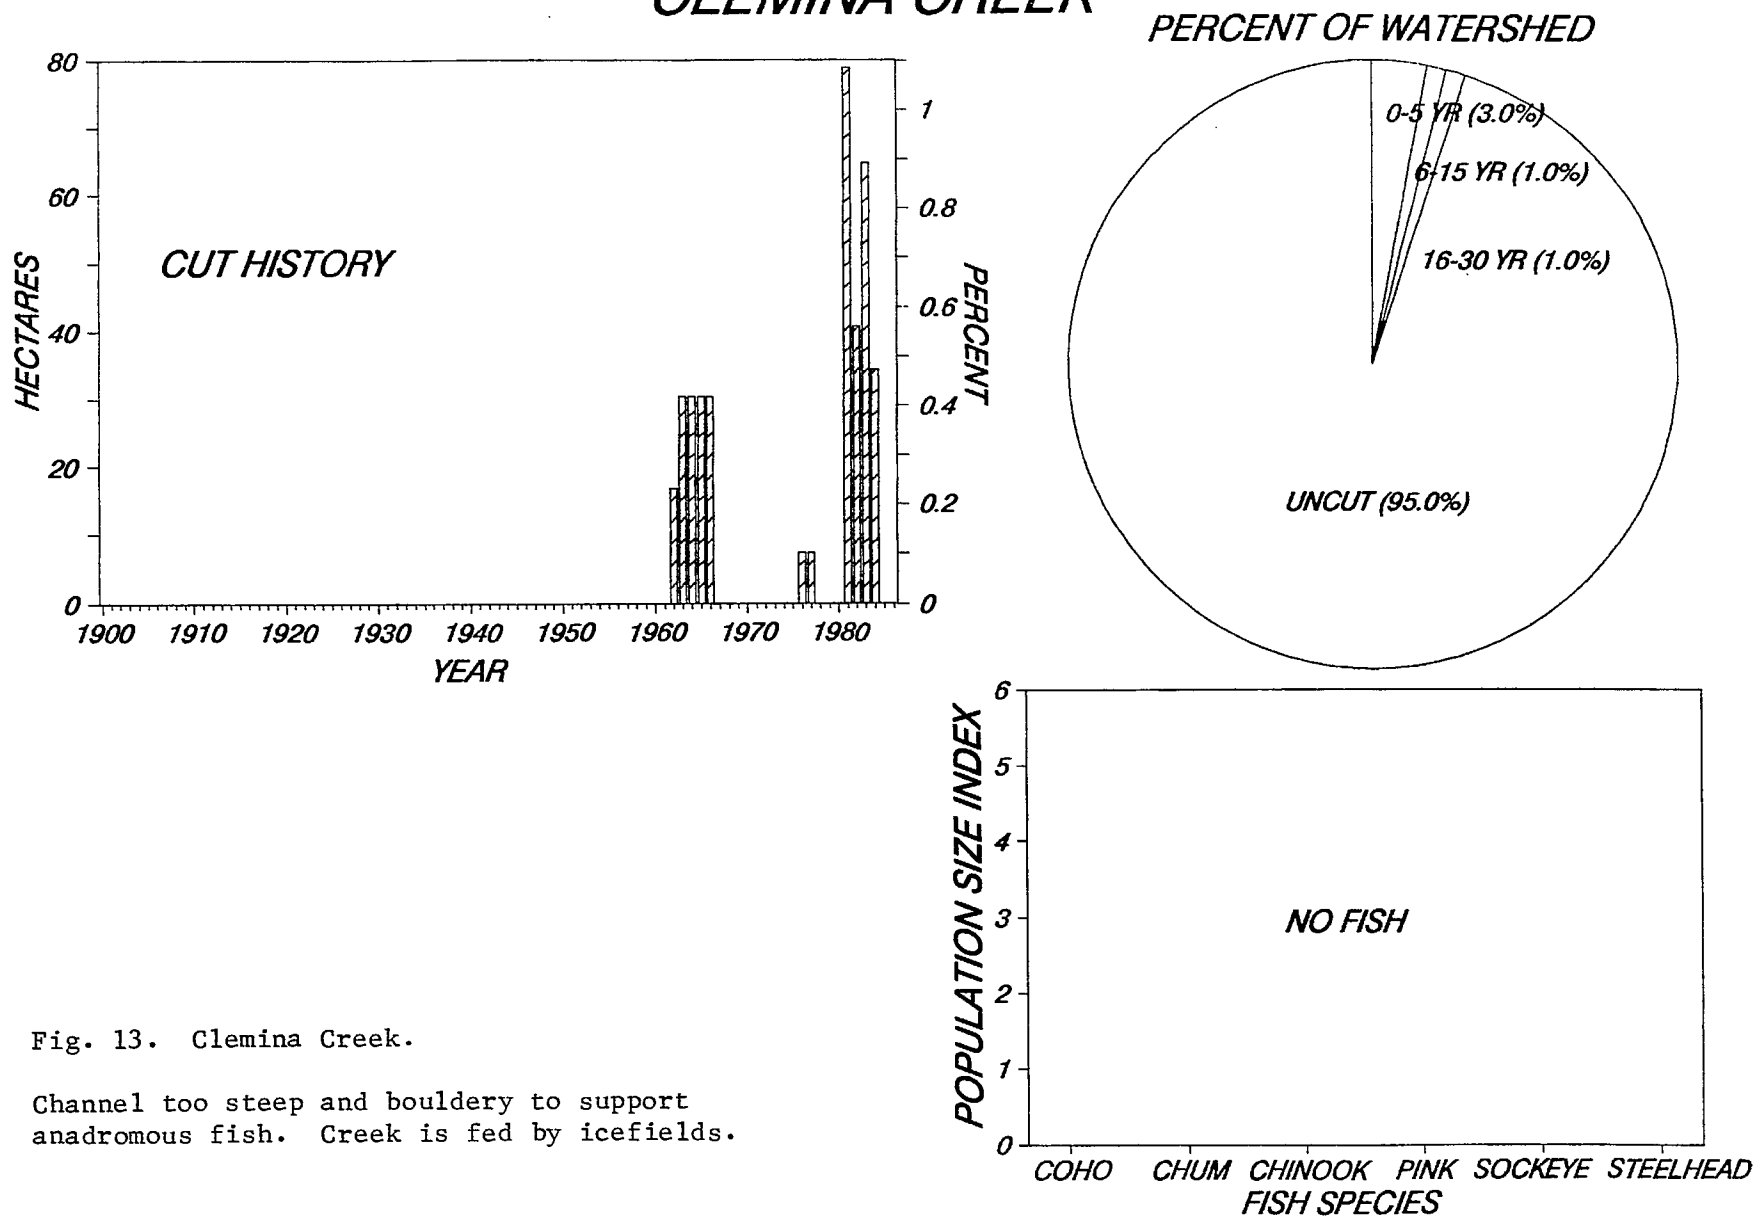 CLEMINA CREEK
CUT HISTORY
HECTARES
80
60
40
20
0
1900 1910 1920 1930 1940 1950 1960 1970 1980
YEAR
PERCENT
1
0.8
0.6
0.4
0.2
0
PERCENT OF WATERSHED
0-5 YR (3.0%)
6-15 YR (1.0%)
16-30 YR (1.0%)
UNCUT (95.0%)
POPULATION SIZE INDEX
6
5
4
3
2
1
0
NO FISH
COHO CHUM CHINOOK PINK SOCKEYE STEELHEAD
FISH SPECIES
Fig. 13. Clemina Creek.
Channel too steep and bouldery to support
anadromous fish. Creek is fed by icefields.